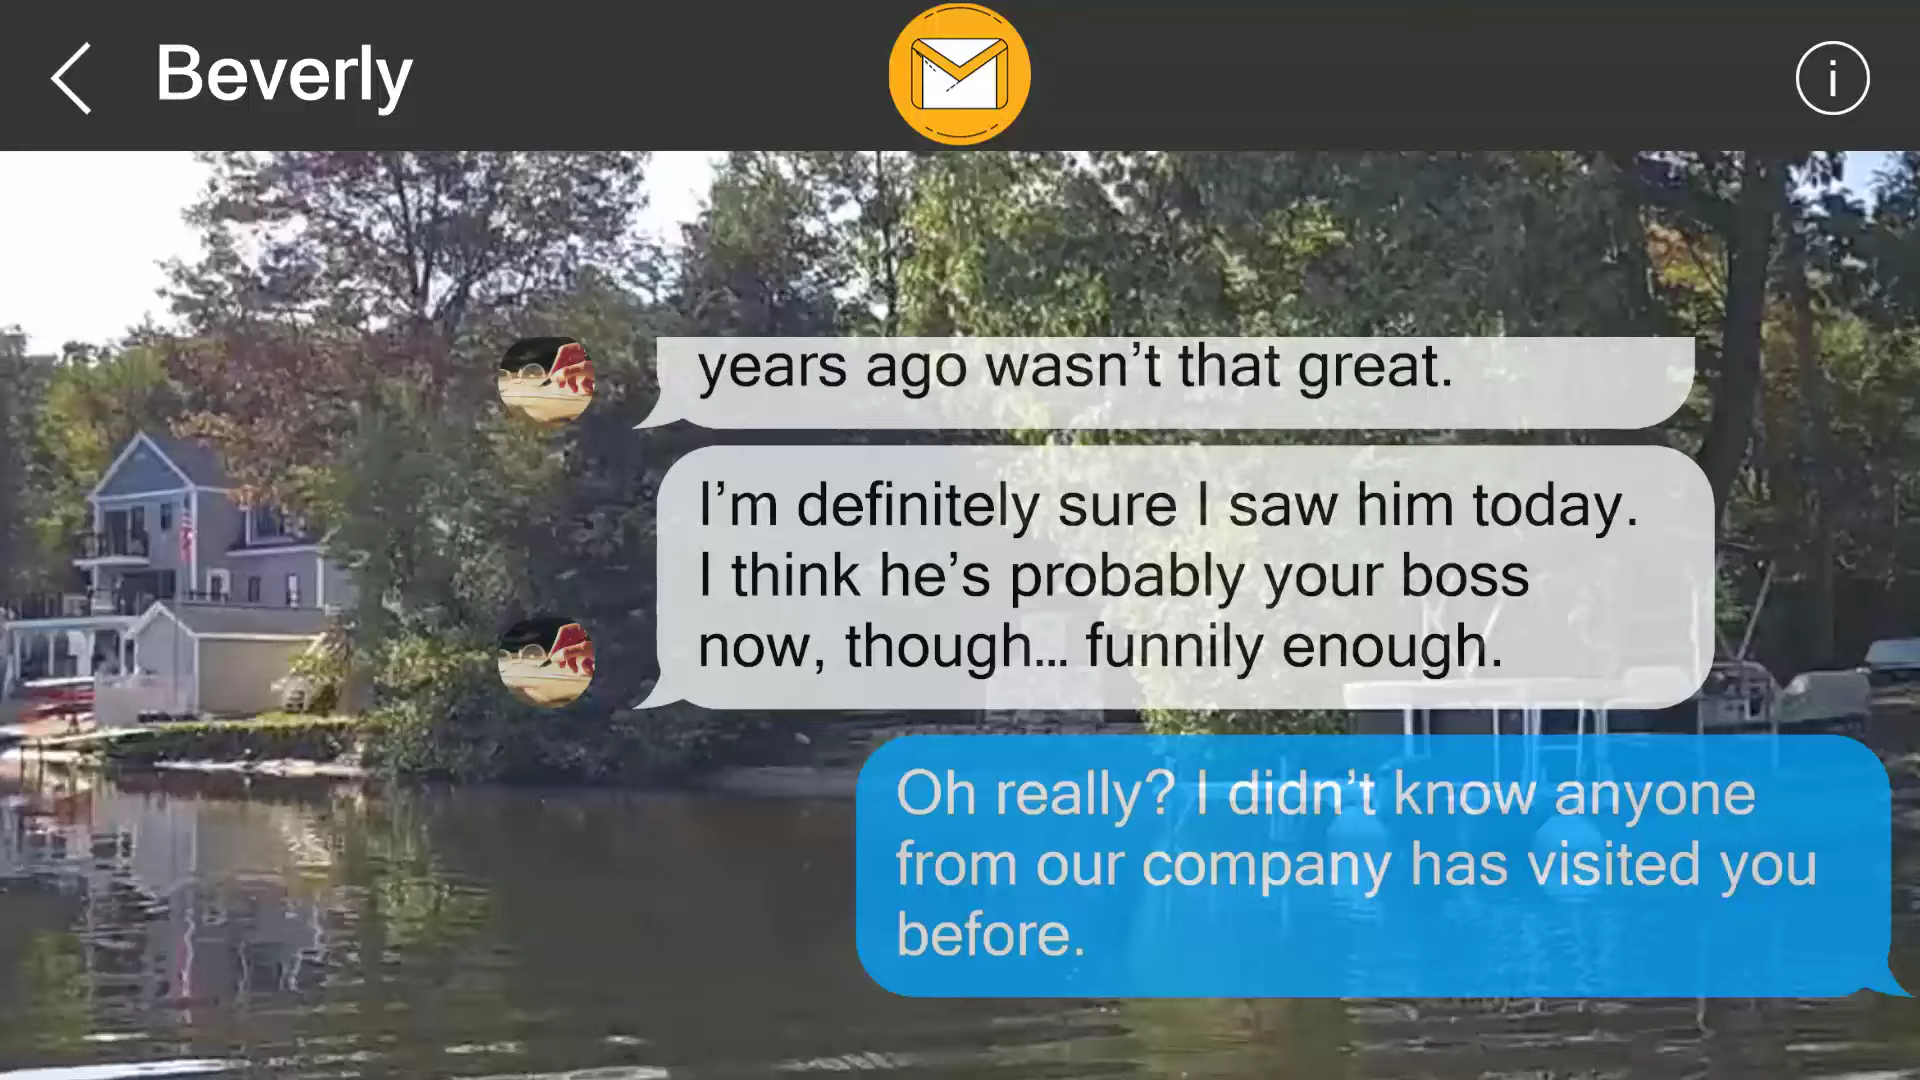 Beverly
i
years ago wasn’t that great.
I’m definitely sure I saw him today.
I think he’s probably your boss
now, though... funnily enough.
Oh really? I didn’t know anyone
from our company has visited you
before.